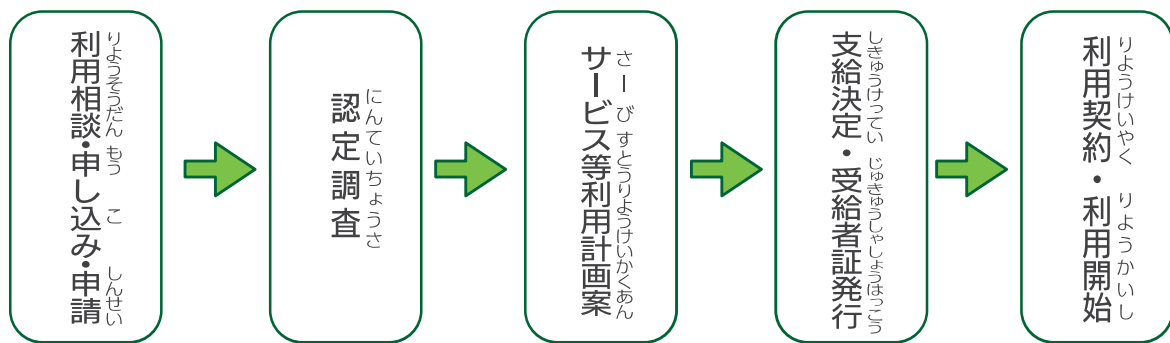 利用相談・申し込み・申請
りようそうだん もう こ しんせい
認定調査
にんていちょうさ
サービス等利用計画案
さーびすとうりようけいかくあん
支給決定・受給者証発行
しきゅうけってい じゅきゅうしゃしょうはっこう
利用契約・利用開始
りようけいやく りようかいし